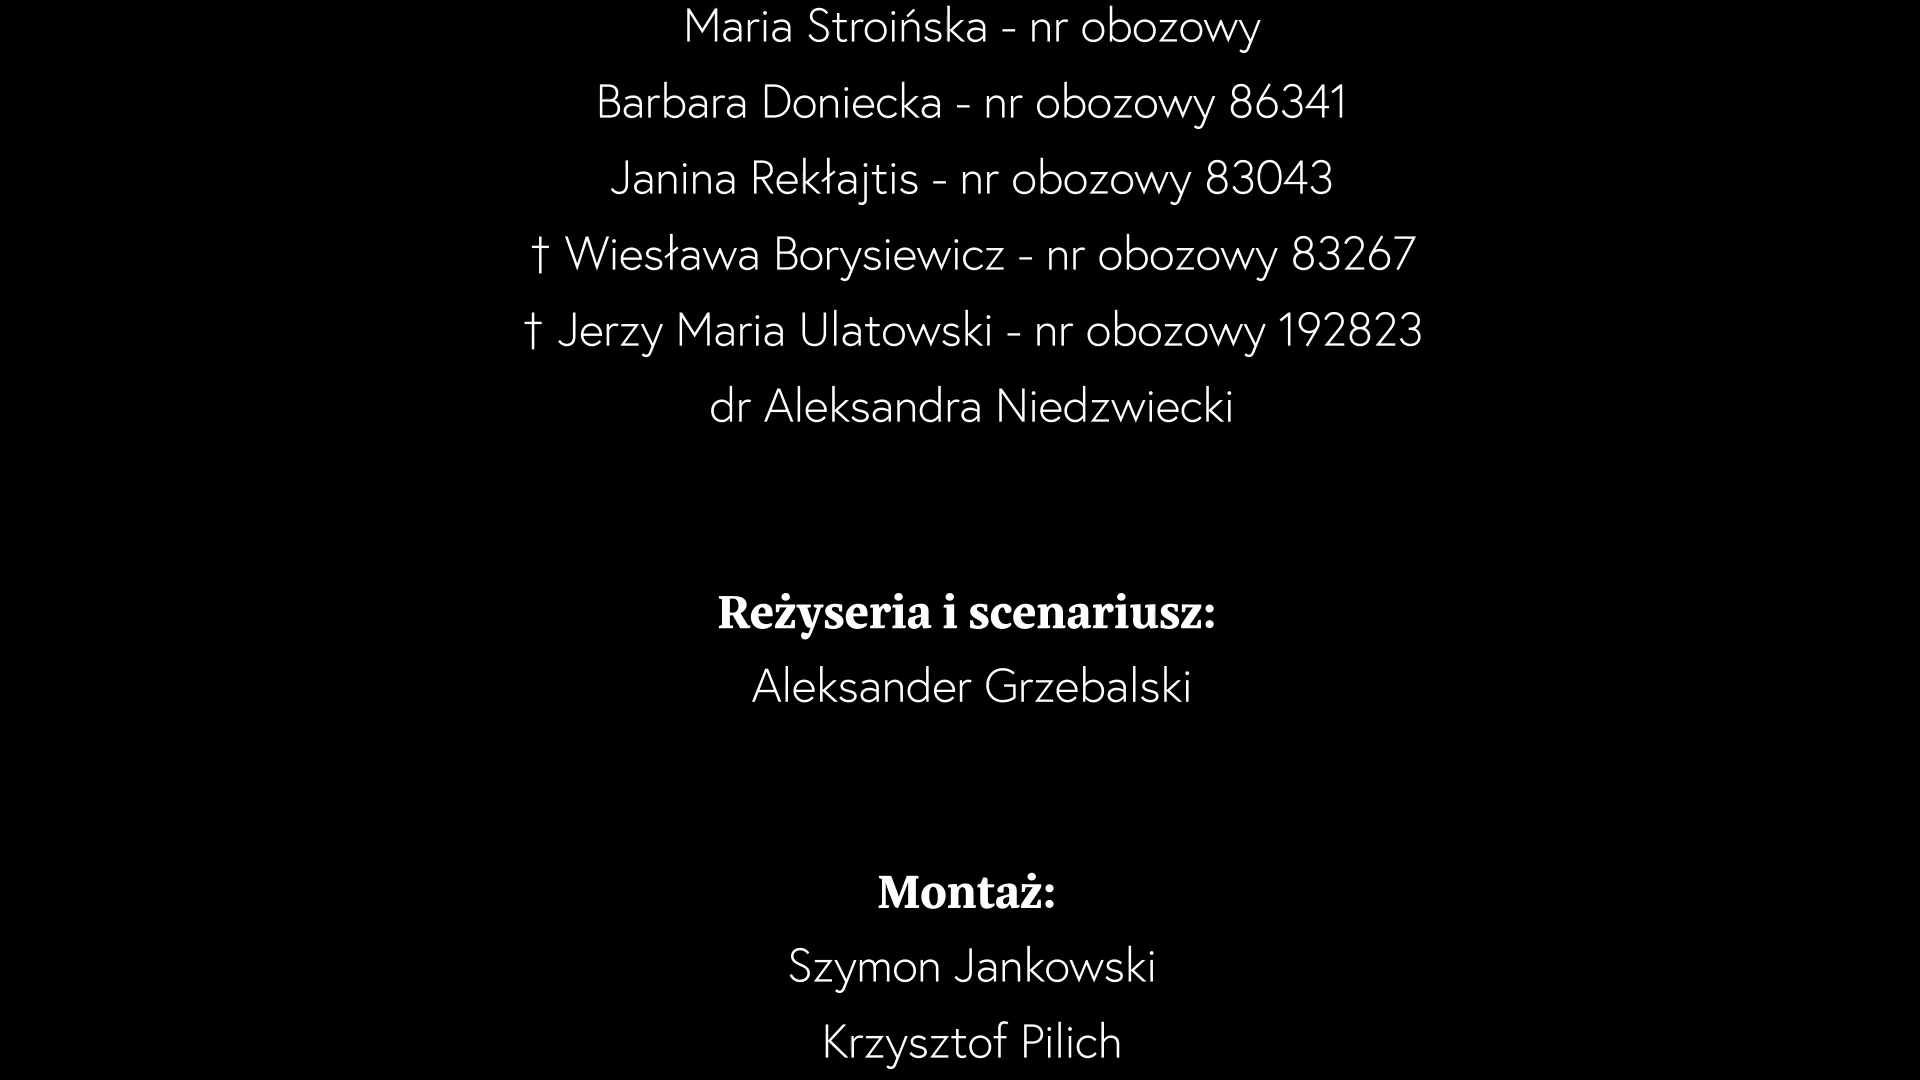 Maria Stroińska - nr obozowy
Barbara Doniecka - nr obozowy 86341
Janina Rekłajtis - nr obozowy 83043
† Wiesława Borysiewicz - nr obozowy 83267
† Jerzy Maria Ulatowski - nr obozowy 192823
dr Aleksandra Niedzwiecki
Reżyseria i scenariusz:
Aleksander Grzebalski
Montaż:
Szymon Jankowski
Krzysztof Pilich